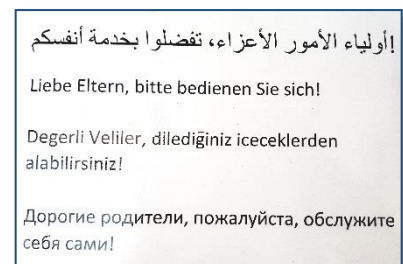 أولياء الأمور الأعزاء، تفضلوا بخدمة أنفسكم!
Liebe Eltern, bitte bedienen Sie sich!
Degerli Veliler, dilediğiniz iceceklerden
alabilirsiniz!
Дорогие родители, пожалуйста, обслужите
себя сами!